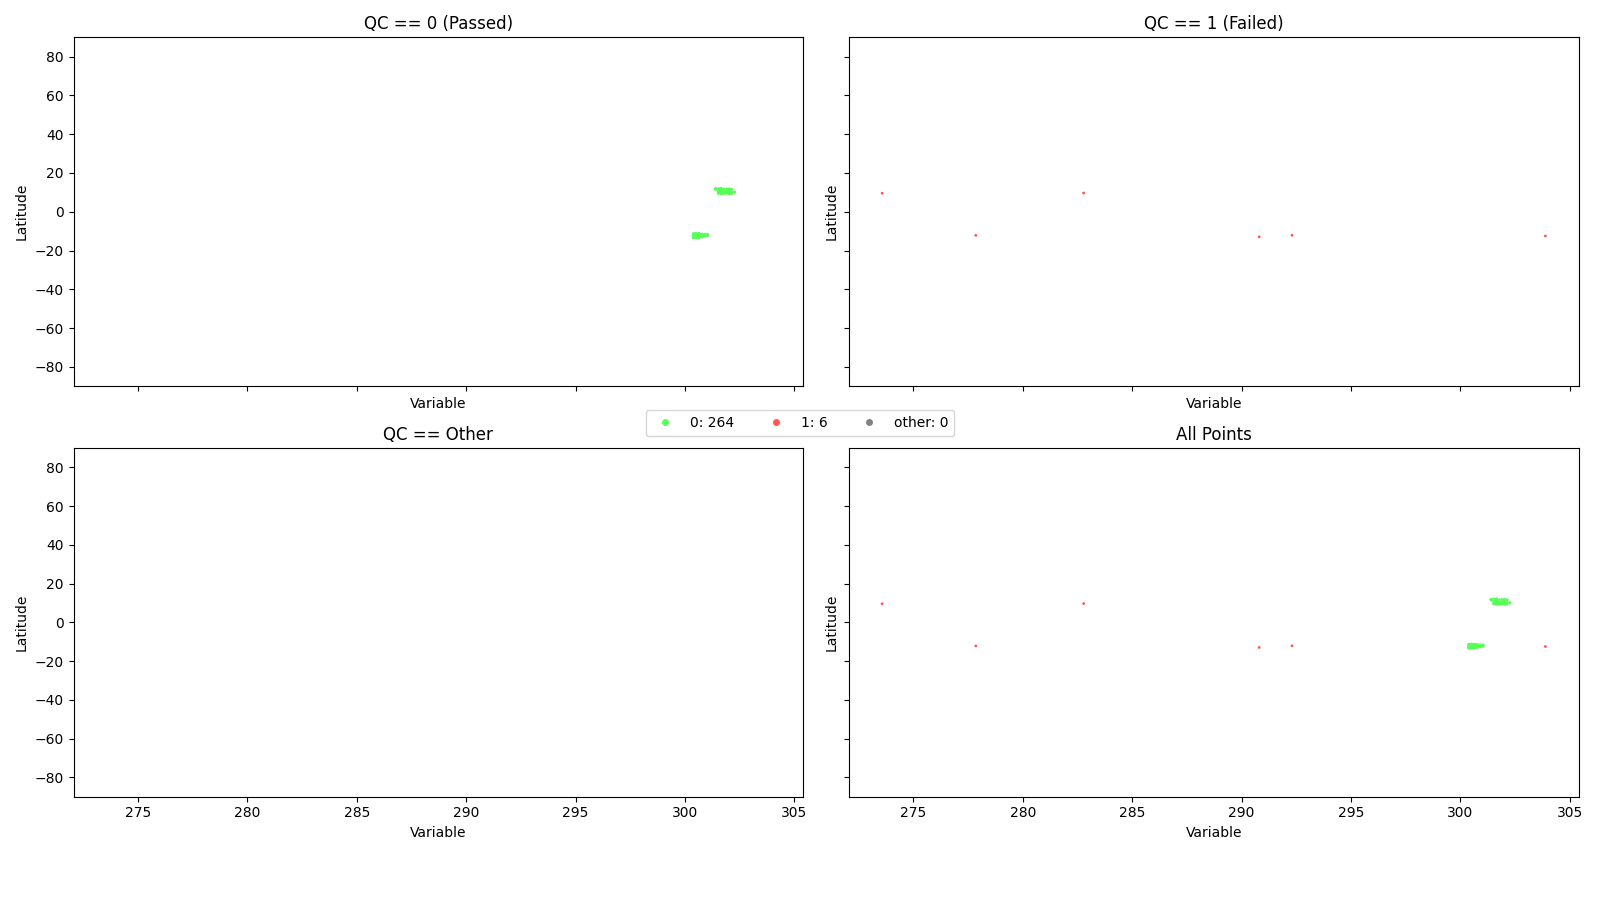 QC == 0 (Passed)
80
60
40
20
0
−20
−40
−60
−80
Latitude
Variable
QC == 1 (Failed)
Latitude
Variable
0: 264 1: 6 other: 0
QC == Other
80
60
40
20
0
−20
−40
−60
−80
Latitude
275 280 285 290 295 300 305
Variable
All Points
Latitude
275 280 285 290 295 300 305
Variable